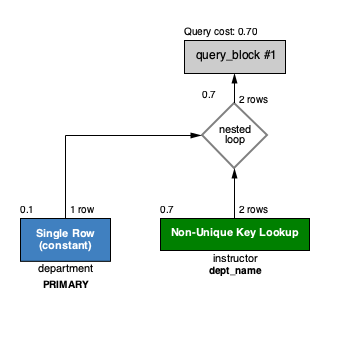 Query cost: 0.70
query_block #1
0.7
2 rows
nested
loop
0.1
1 row
0.7
2 rows
Single Row
(constant)
Non-Unique Key Lookup
department
instructor
PRIMARY
dept_name